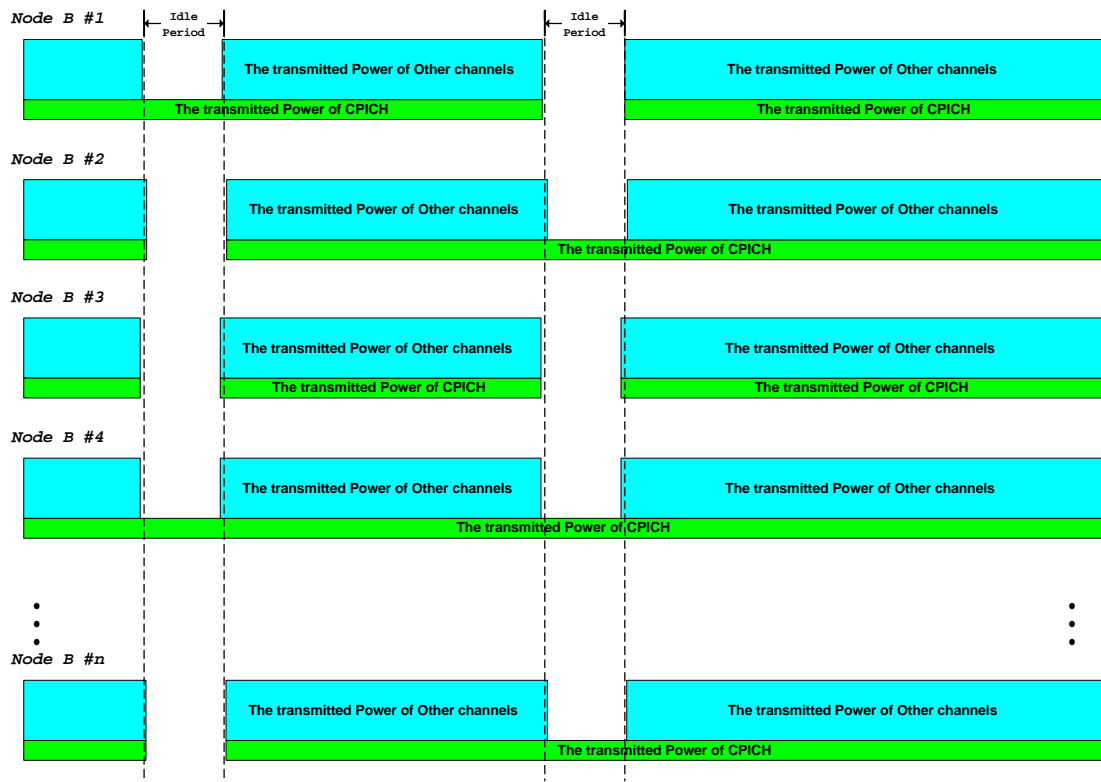 Node B #1
Idle
Period
Idle
Period
The transmitted Power of Other channels
The transmitted Power of Other channels
The transmitted Power of CPICH
The transmitted Power of CPICH
Node B #2
The transmitted Power of Other channels
The transmitted Power of Other channels
The transmitted Power of CPICH
Node B #3
The transmitted Power of Other channels
The transmitted Power of Other channels
The transmitted Power of CPICH
The transmitted Power of CPICH
Node B #4
The transmitted Power of Other channels
The transmitted Power of Other channels
The transmitted Power of CPICH
Node B #n
The transmitted Power of Other channels
The transmitted Power of Other channels
The transmitted Power of CPICH